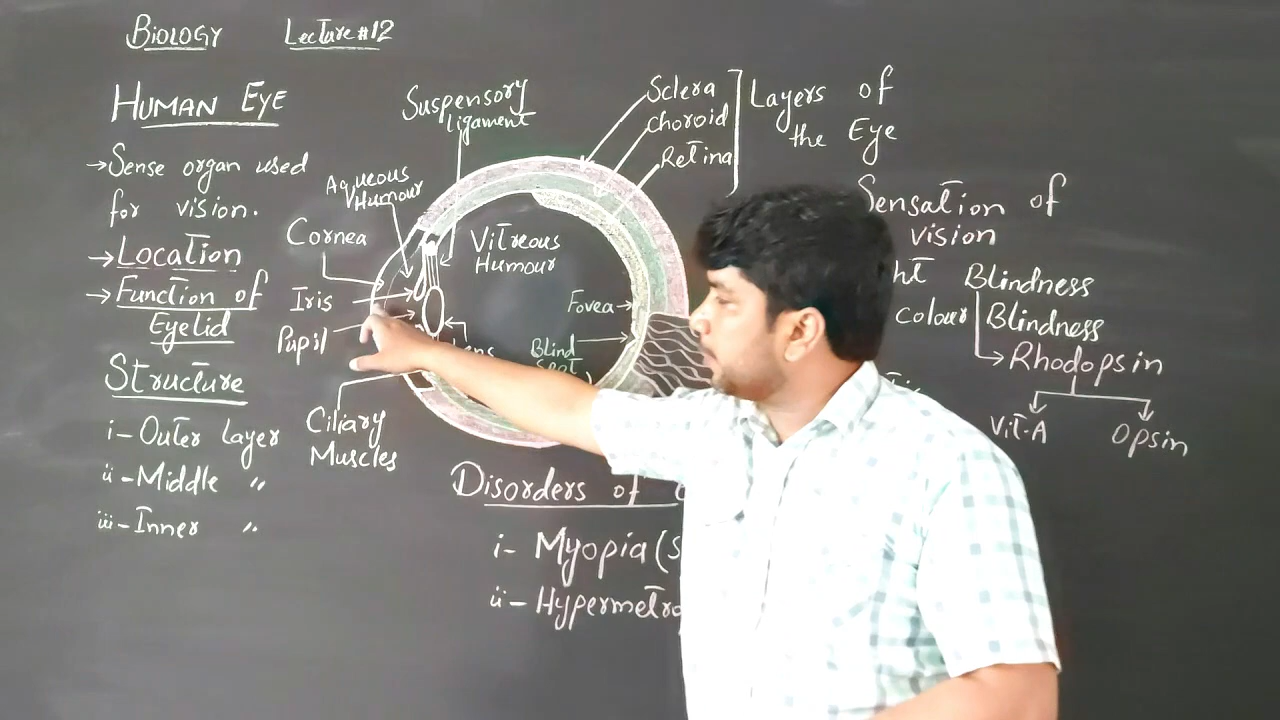 BIOLOGY Lecture #12
HUMAN EYE
→Sense organ used
for vision.
→Location
→Function of
Eyelid
Structure
i-Outer Layer
ii-Middle "
iii-Inner "
Suspensory
Ligament
Aqueous
Humour
Cornea
Iris
Pupil
Ciliary
Muscles
Vitreous
Humour
Fovea
Blind
Spot
Lens
Sclera
Choroid
Retina
Layers of
the Eye
Sensation of
vision
Blindness
colour Blindness
→Rhodopsin
Vit-A Opsin
Disorders of
i- Myopia (S
ii- Hypermetro